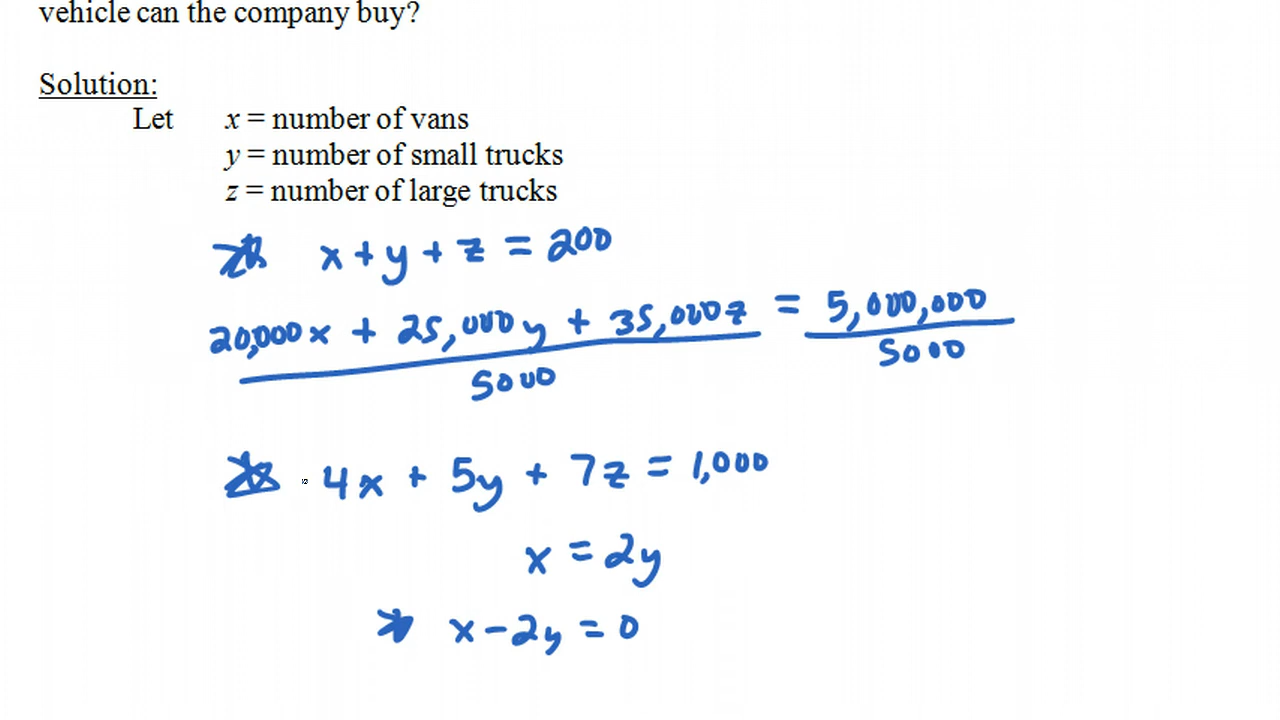 vehicle can the company buy?
Solution:
Let x = number of vans
y = number of small trucks
z = number of large trucks
x + y + z = 200
20,000x + 25,000y + 35,000z = 5,000,000
5000 5000
4x + 5y + 7z = 1,000
x = 2y
x - 2y = 0